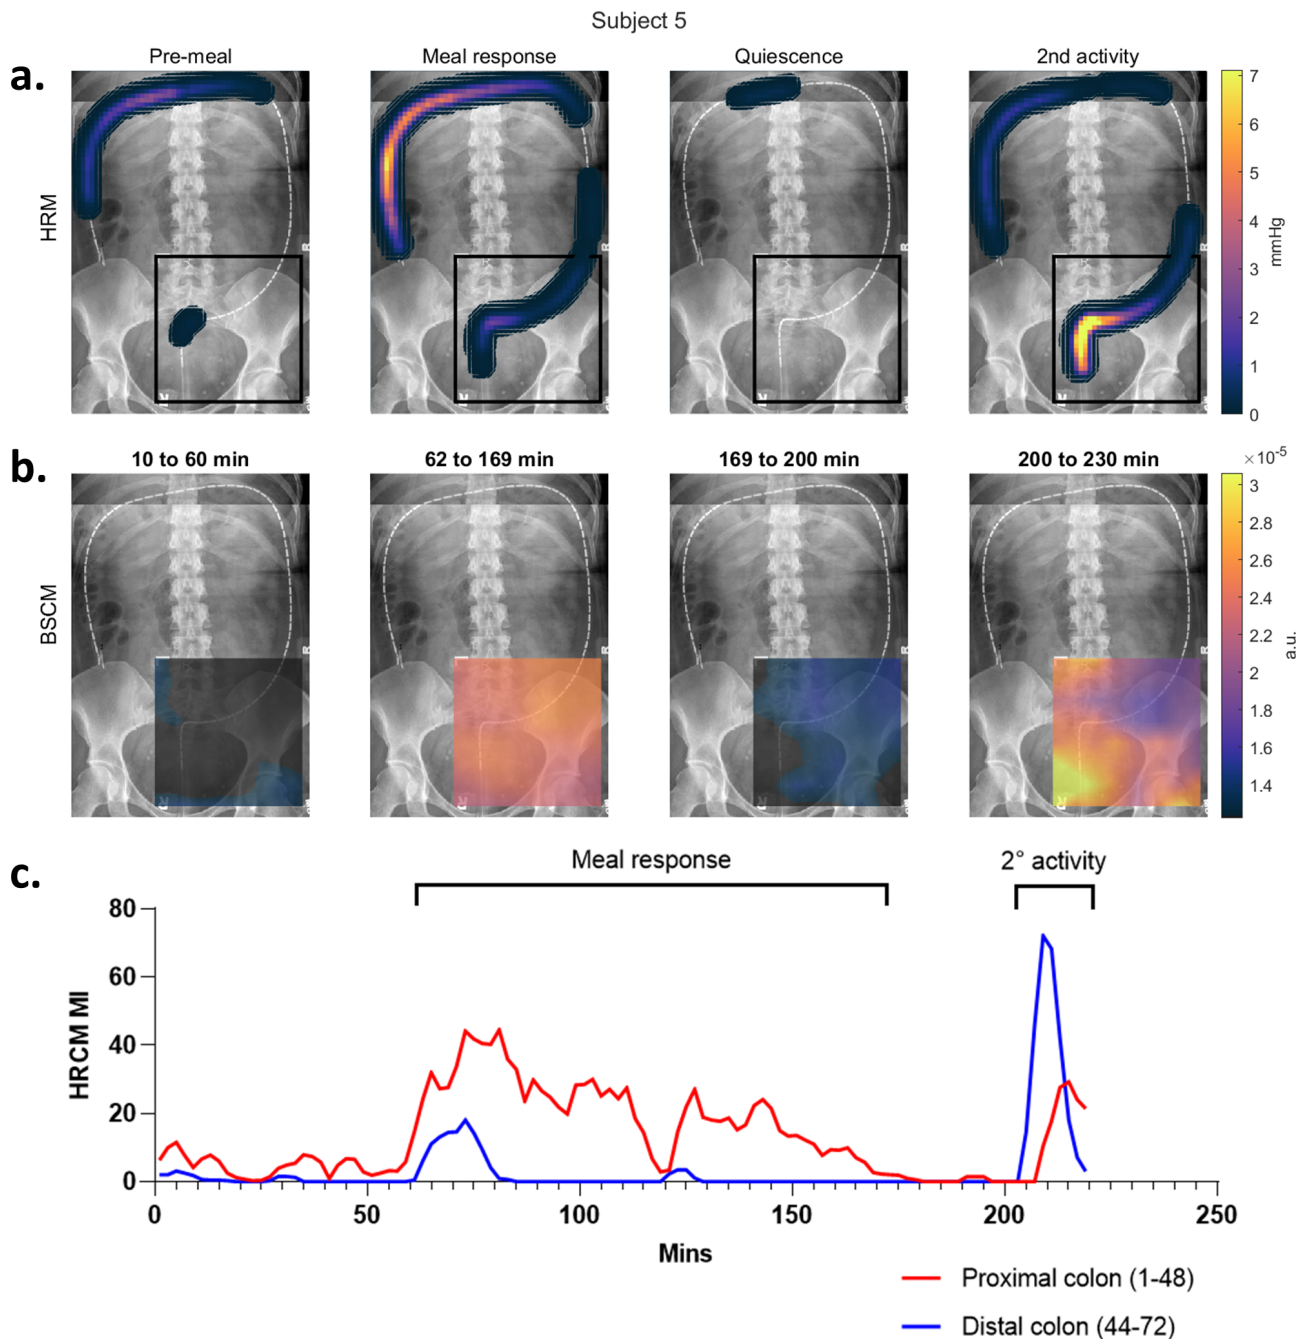 Subject 5
a.
Pre-meal
Meal response
Quiescence
2nd activity
HRM
7
6
5
4
3
2
1
0
mmHg
b.
10 to 60 min
62 to 169 min
169 to 200 min
200 to 230 min
BSCM
×10⁻⁵
3
2.8
2.6
2.4
2.2
2
1.8
1.6
1.4
a.u.
c.
Meal response
2° activity
HRCM MI
80
60
40
20
0
0 50 100 150 200 250
Mins
Proximal colon (1-48)
Distal colon (44-72)